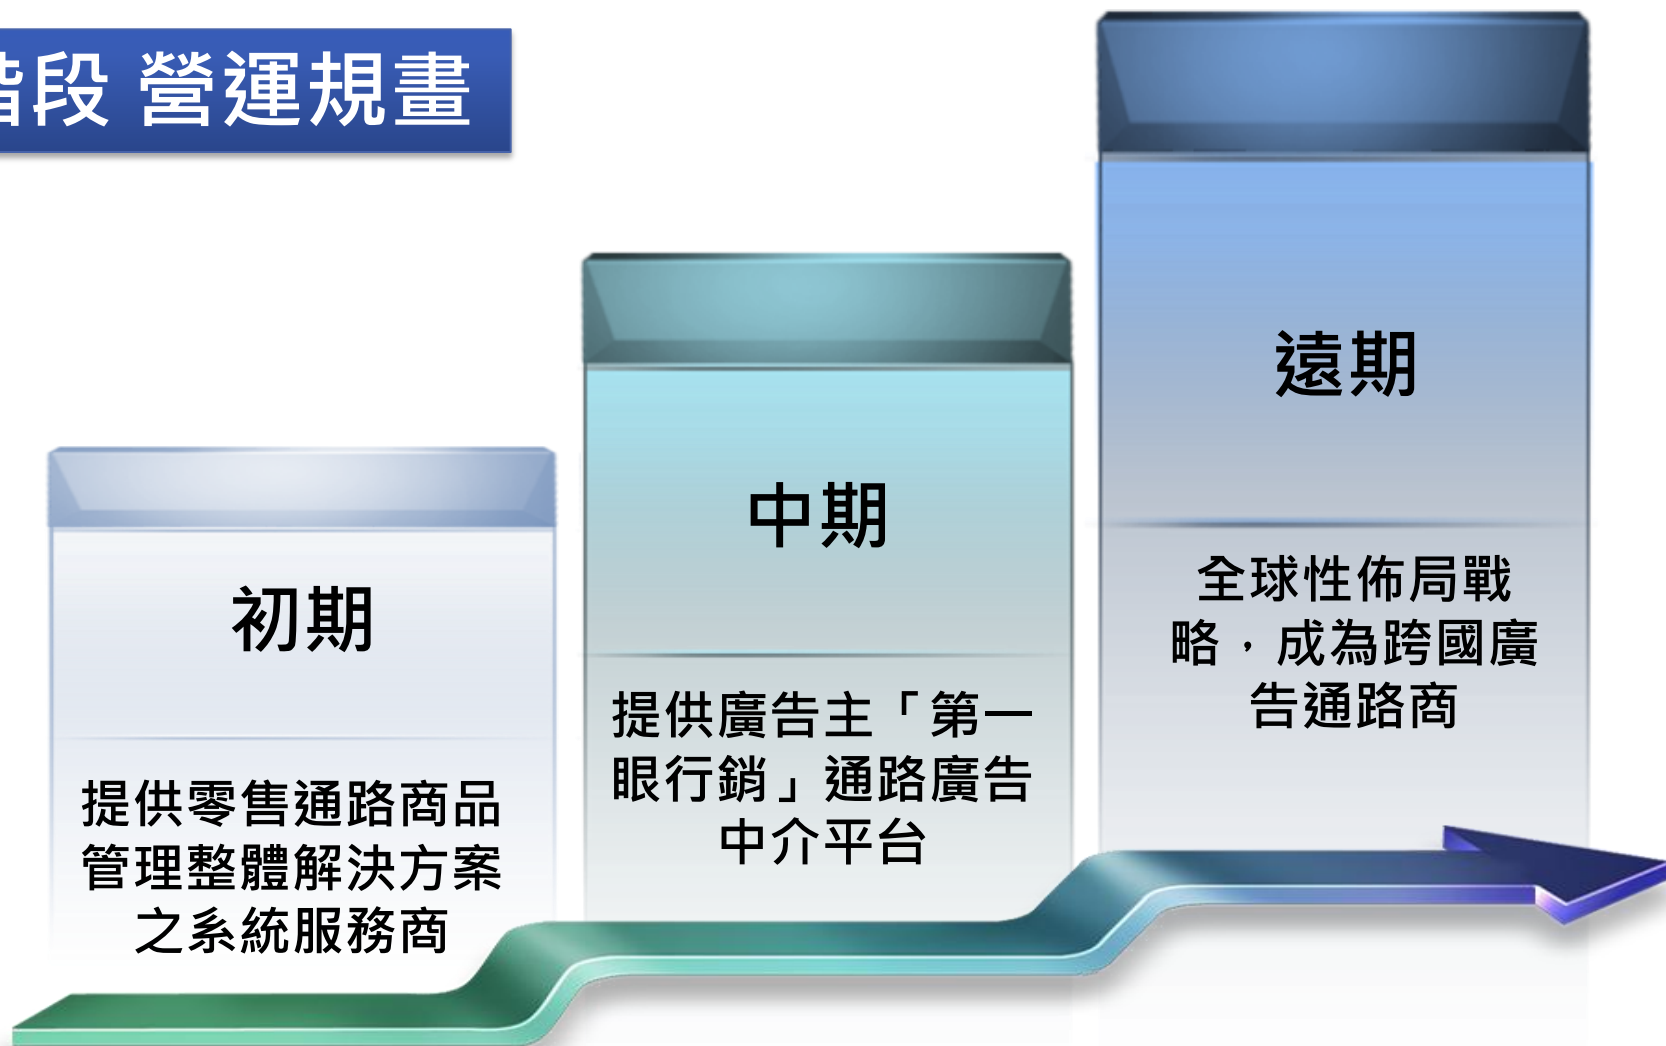 階段 營運規畫
初期
提供零售通路商品
管理整體解決方案
之系統服務商
中期
提供廣告主「第一
眼行銷」通路廣告
中介平台
遠期
全球性佈局戰
略，成為跨國廣
告通路商